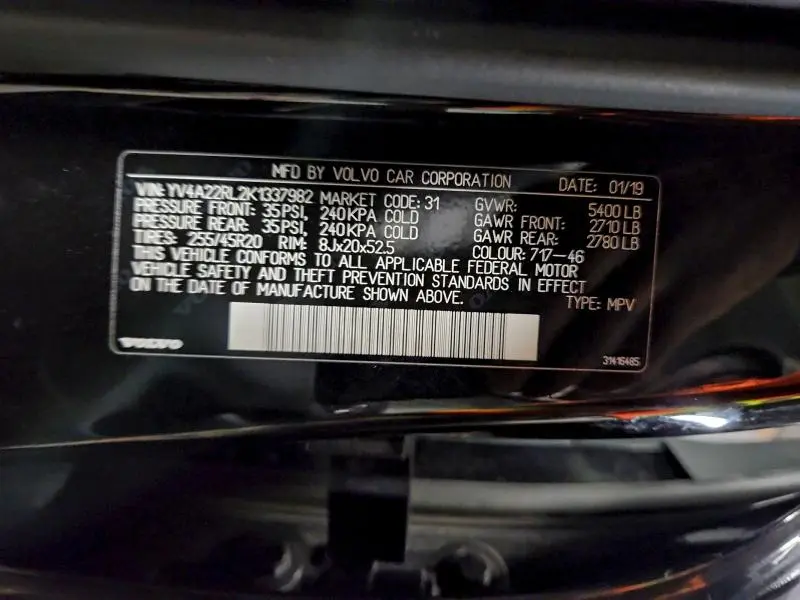 MFD BY VOLVO CAR CORPORATION DATE: 01/19
VIN: YV4A22RL2K1337982 MARKET CODE: 31 GVWR: 5400 LB
PRESSURE FRONT: 35PSI, 240KPA COLD GAWR FRONT: 2710 LB
PRESSURE REAR: 35PSI, 240KPA COLD GAWR REAR: 2780 LB
TIRES: 255/45R20 RIM: 8Jx20x52.5 COLOUR: 717-46
THIS VEHICLE CONFORMS TO ALL APPLICABLE FEDERAL MOTOR
VEHICLE SAFETY AND THEFT PREVENTION STANDARDS IN EFFECT
ON THE DATE OF MANUFACTURE SHOWN ABOVE. TYPE: MPV
VOLVO 31416485